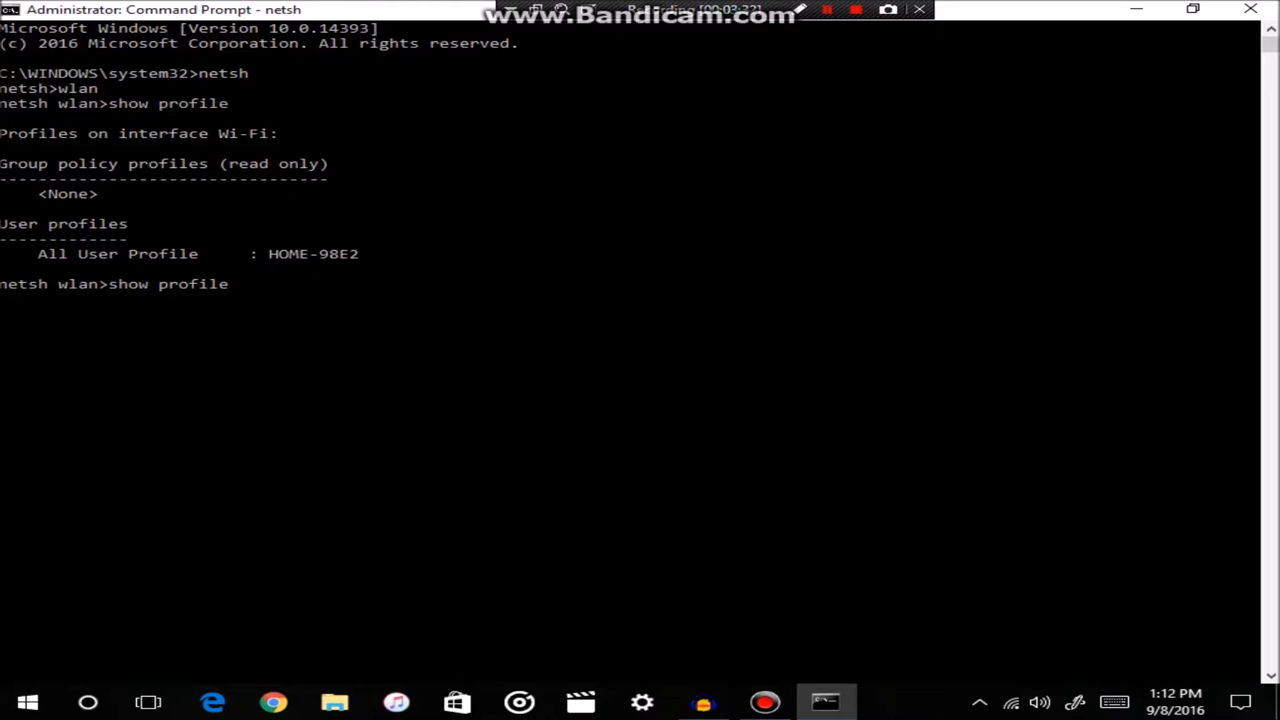 Administrator: Command Prompt - netsh
www.Bandicam.com
Microsoft Windows [Version 10.0.14393]
(c) 2016 Microsoft Corporation. All rights reserved.
C:\WINDOWS\system32>netsh
netsh>wlan
netsh wlan>show profile
Profiles on interface Wi-Fi:
Group policy profiles (read only)
---------------------------------
<None>
User profiles
-------------
All User Profile : HOME-98E2
netsh wlan>show profile
1:12 PM
9/8/2016